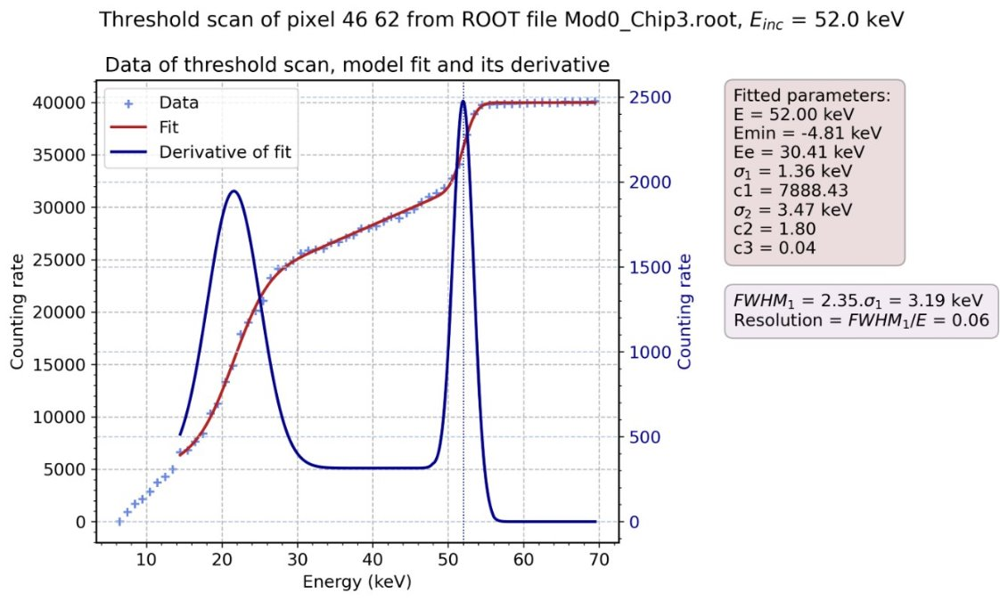 Threshold scan of pixel 46 62 from ROOT file Mod0_Chip3.root, E_inc = 52.0 keV
Data of threshold scan, model fit and its derivative
Data
Fit
Derivative of fit
40000
35000
30000
25000
20000
15000
10000
5000
0
Counting rate
10
20
30
40
50
60
70
Energy (keV)
2500
2000
1500
1000
500
0
Counting rate
Fitted parameters:
E = 52.00 keV
Emin = -4.81 keV
Ee = 30.41 keV
σ₁ = 1.36 keV
c1 = 7888.43
σ₂ = 3.47 keV
c2 = 1.80
c3 = 0.04
FWHM₁ = 2.35.σ₁ = 3.19 keV
Resolution = FWHM₁/E = 0.06